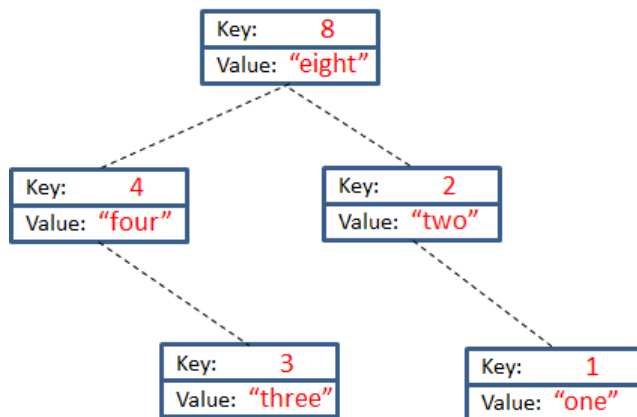 Key: 8
Value: “eight”
Key: 4
Value: “four”
Key: 2
Value: “two”
Key: 3
Value: “three”
Key: 1
Value: “one”